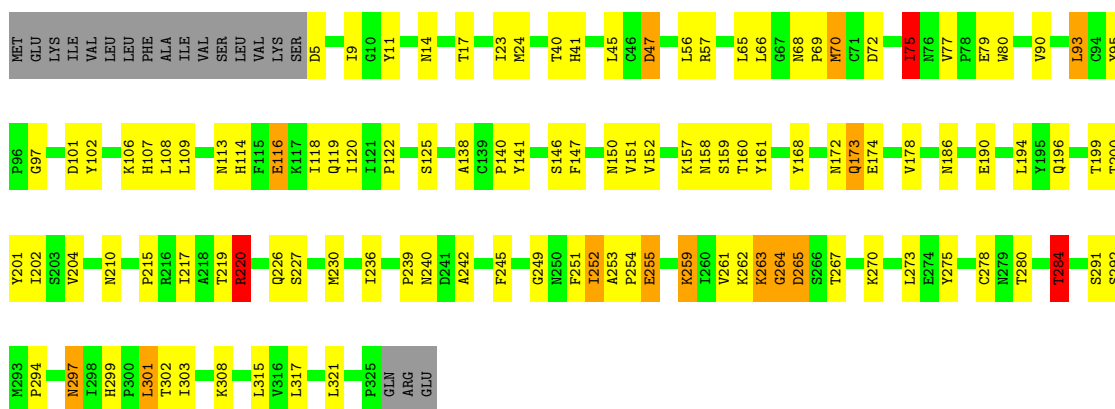 MET GLU LYS ILE VAL LEU LEU PHE ALA ILE VAL SER LEU VAL LYS SER D5 I9 G10 Y11 N14 T17 I23 M24 T40 H41 L45 C46 D47 L56 R57 L65 L66 G67 N68 P69 M70 C71 D72 I75 N76 V77 P78 E79 W80 V90 L93 C94 Y95
P96 G97 D101 Y102 K106 H107 L108 L109 N113 H114 F115 E116 K117 I118 Q119 I120 I121 P122 S125 A138 C139 P140 Y141 S146 F147 N150 V151 V152 K157 N158 S159 T160 Y161 Y168 N172 Q173 E174 V178 N186 E190 L194 Y195 Q196 T199 T200
Y201 I202 S203 V204 N210 P215 R216 I217 A218 T219 R220 Q226 S227 M230 I236 P239 N240 D241 A242 F245 G249 N250 F251 I252 A253 P254 E255 K259 I260 V261 K262 K263 G264 D265 S266 T267 K270 L273 E274 Y275 C278 N279 T280 T284 S291 S292
M293 P294 N297 I298 H299 P300 L301 T302 I303 K308 L315 V316 L317 L321 P325 GLN ARG GLU